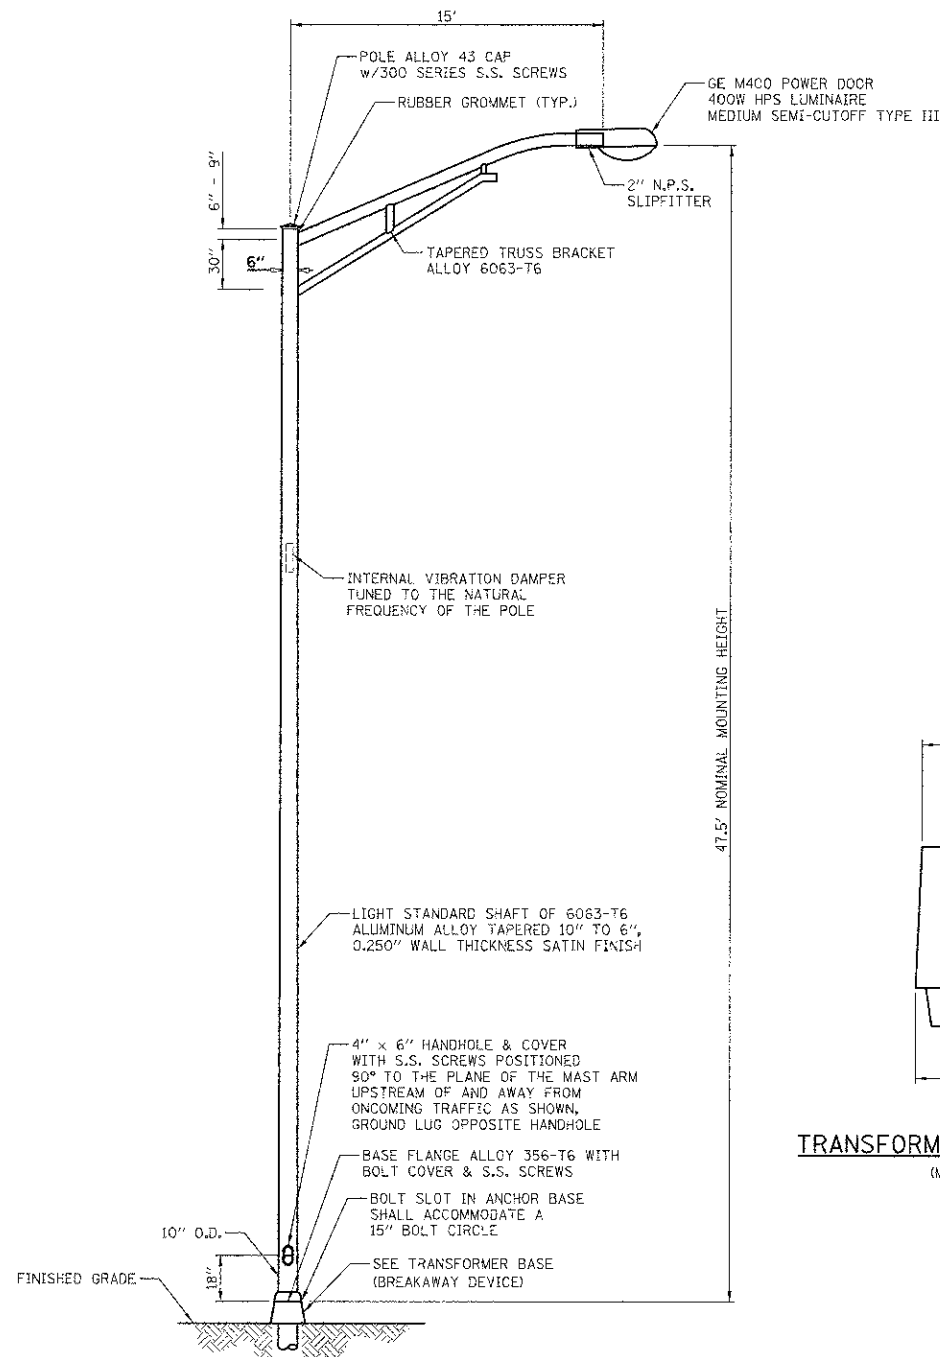 15'
POLE ALLOY 43 CAP
w/300 SERIES S.S. SCREWS
RUBBER GROMMET (TYP.)
GE M400 POWER DOOR
400W HPS LUMINAIRE
MEDIUM SEMI-CUTOFF TYPE III
2" N.P.S.
SLIPFITTER
6" - 9"
30"
6"
TAPERED TRUSS BRACKET
ALLOY 6063-T6
INTERNAL VIBRATION DAMPER
TUNED TO THE NATURAL
FREQUENCY OF THE POLE
47.5' NOMINAL MOUNTING HEIGHT
LIGHT STANDARD SHAFT OF 6063-T6
ALUMINUM ALLOY TAPERED 10" TO 6",
0.250" WALL THICKNESS SATIN FINISH
4" x 6" HANDHOLE & COVER
WITH S.S. SCREWS POSITIONED
90° TO THE PLANE OF THE MAST ARM
UPSTREAM OF AND AWAY FROM
ONCOMING TRAFFIC AS SHOWN,
GROUND LUG OPPOSITE HANDHOLE
TRANSFORM
(M
BASE FLANGE ALLOY 356-T6 WITH
BOLT COVER & S.S. SCREWS
BOLT SLOT IN ANCHOR BASE
SHALL ACCOMMODATE A
15" BOLT CIRCLE
10" O.D.
18"
SEE TRANSFORMER BASE
(BREAKAWAY DEVICE)
FINISHED GRADE